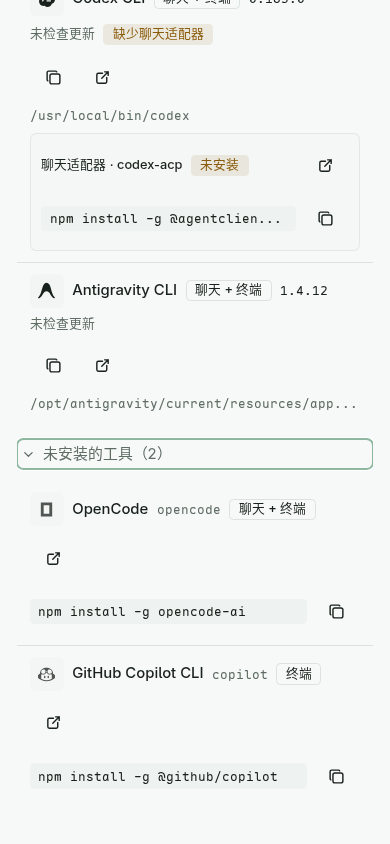 未检查更新 缺少聊天适配器
/usr/local/bin/codex
聊天适配器 · codex-acp 未安装
npm install -g @agentclien...
Antigravity CLI 聊天 + 终端 1.4.12
未检查更新
/opt/antigravity/current/resources/app...
未安装的工具（2）
OpenCode opencode 聊天 + 终端
npm install -g opencode-ai
GitHub Copilot CLI copilot 终端
npm install -g @github/copilot